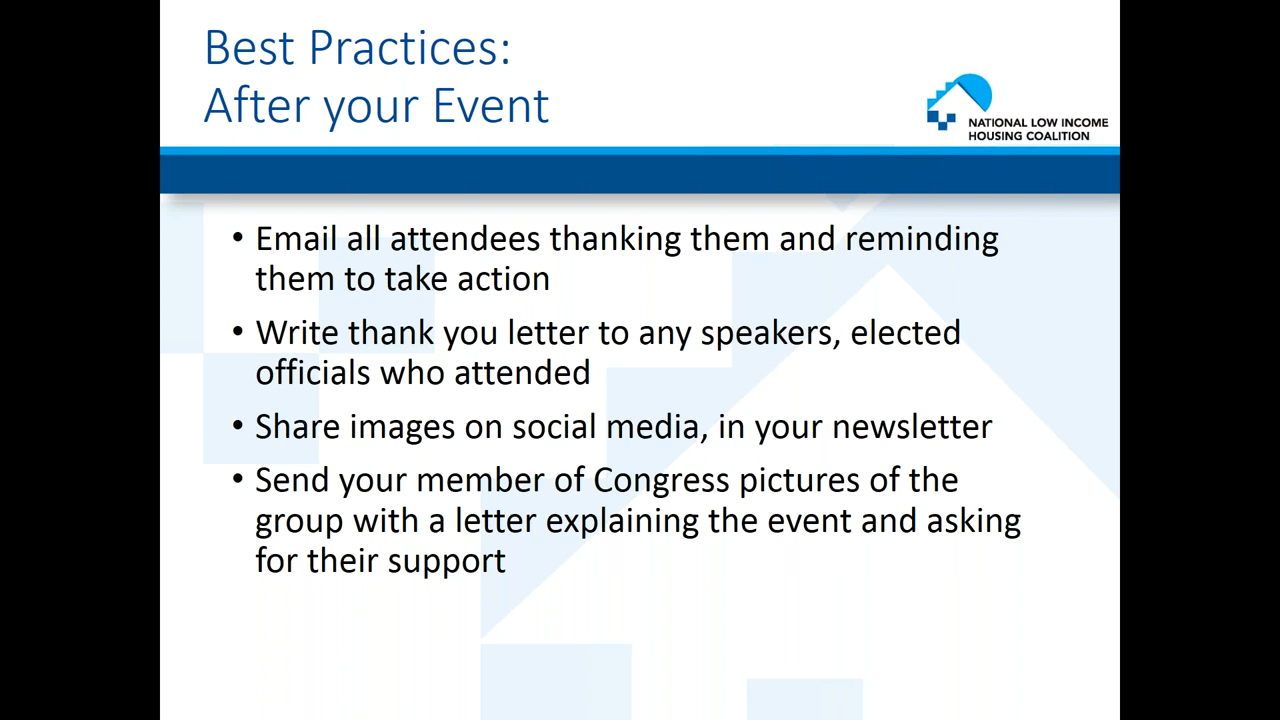 Best Practices:
After your Event
NATIONAL LOW INCOME
HOUSING COALITION
• Email all attendees thanking them and reminding
them to take action
• Write thank you letter to any speakers, elected
officials who attended
• Share images on social media, in your newsletter
• Send your member of Congress pictures of the
group with a letter explaining the event and asking
for their support